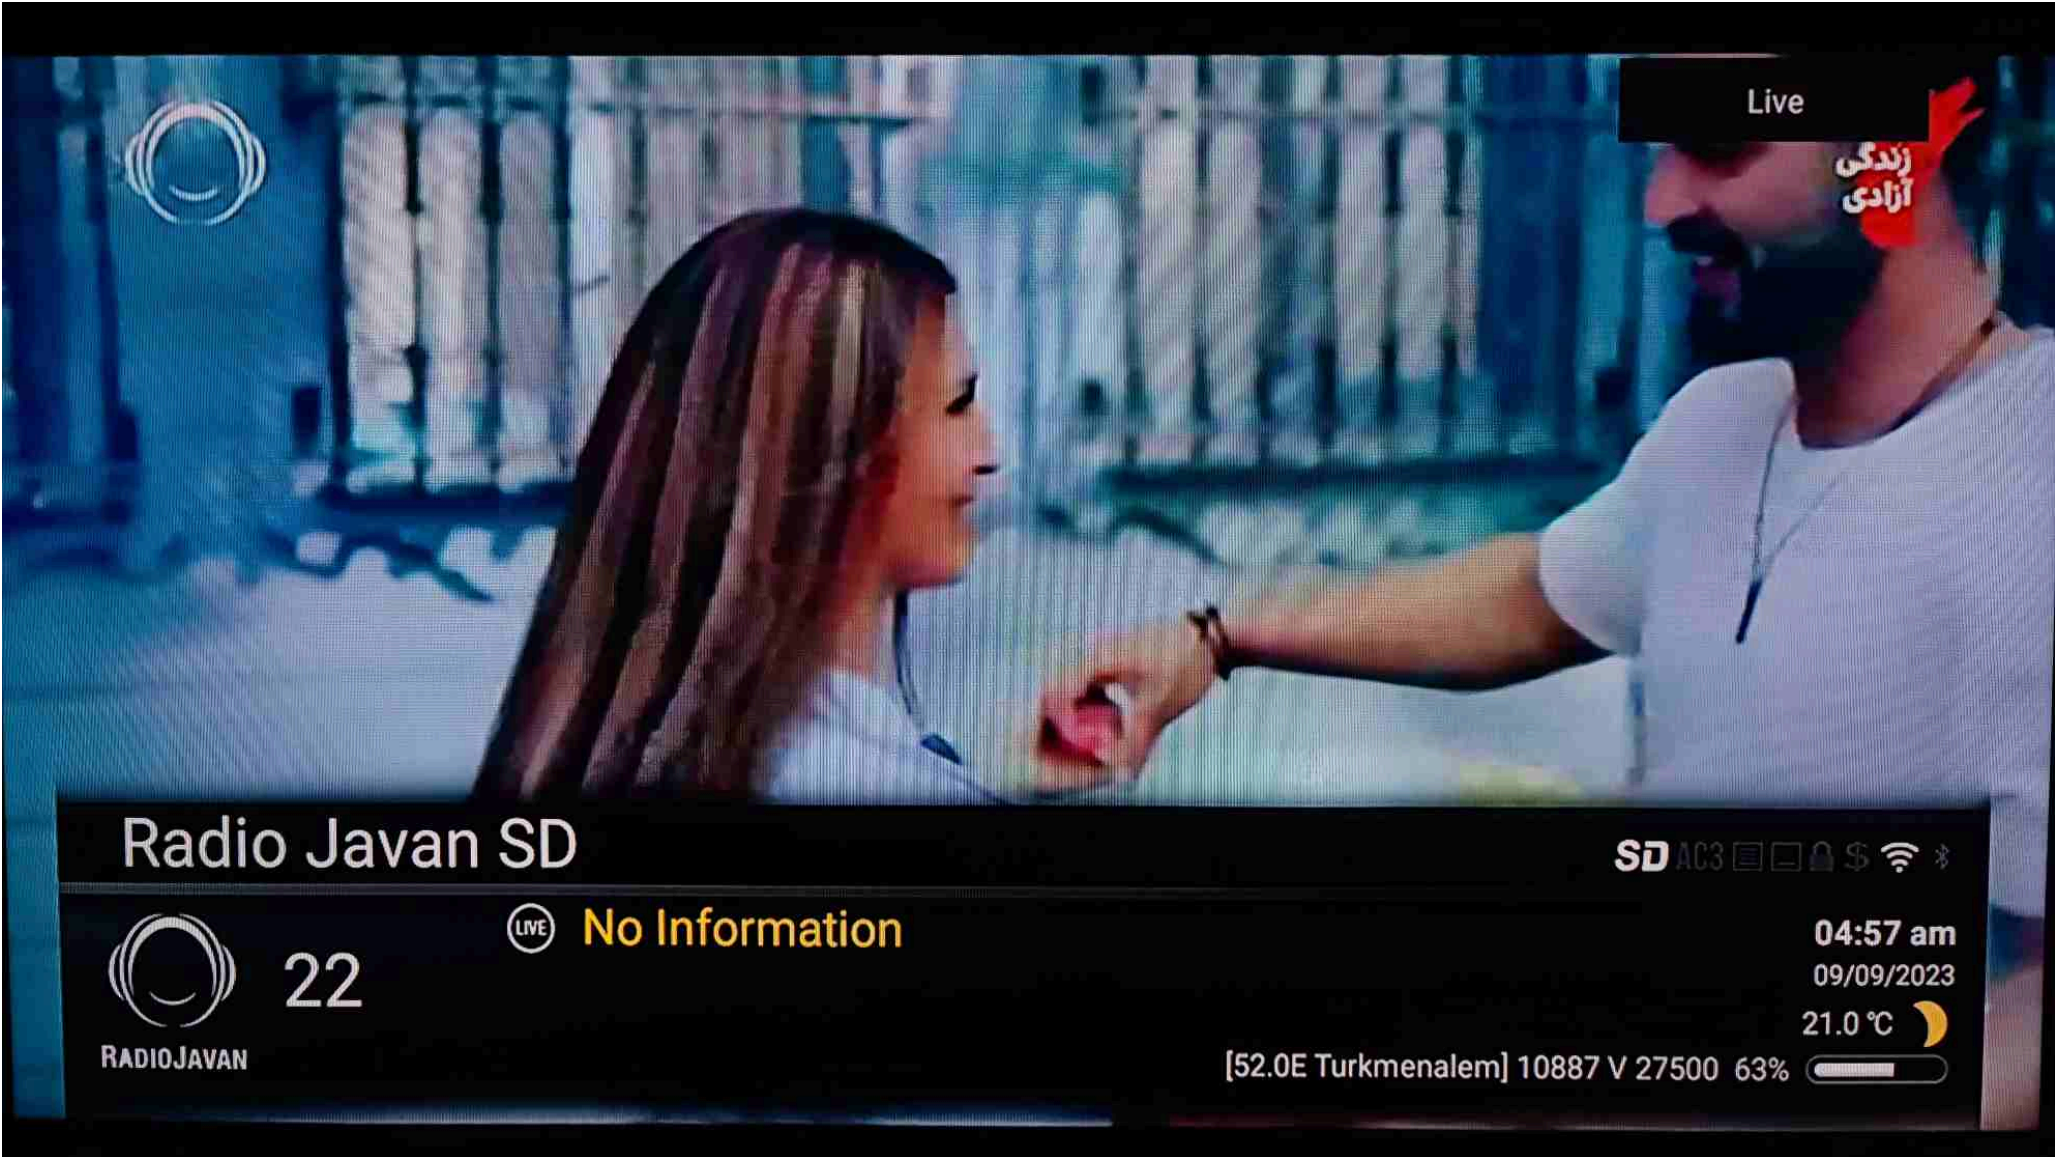 Live
زندگی
آزادی
Radio Javan SD
SD AC3 $
LIVE No Information
22
04:57 am
09/09/2023
21.0 °C
RADIOJAVAN
[52.0E Turkmenalem] 10887 V 27500 63%